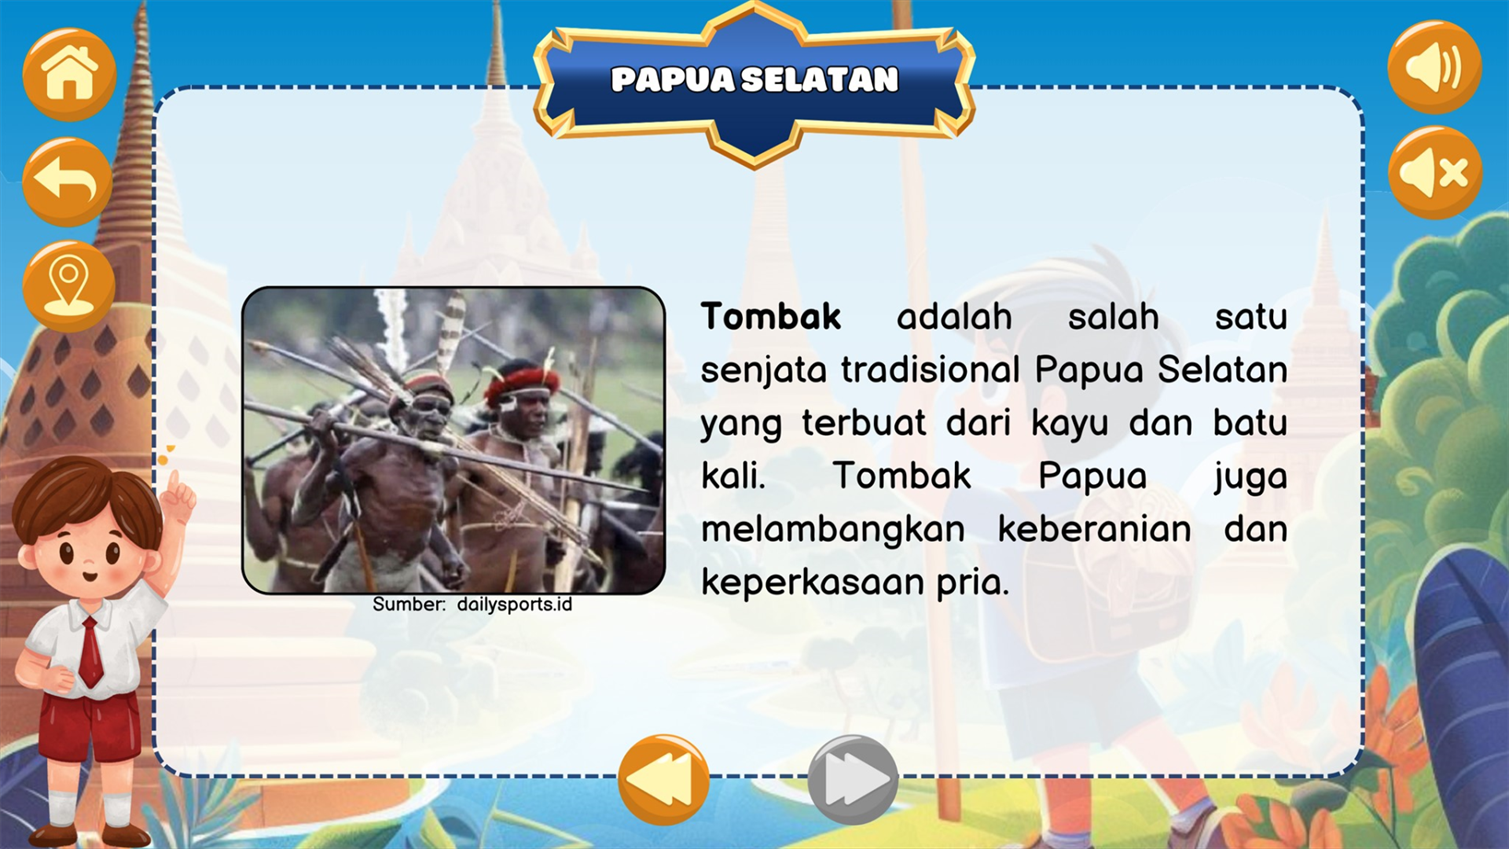 PAPUA SELATAN
Tombak adalah salah satu
senjata tradisional Papua Selatan
yang terbuat dari kayu dan batu
kali. Tombak Papua juga
melambangkan keberanian dan
keperkasaan pria.
Sumber: dailysports.id